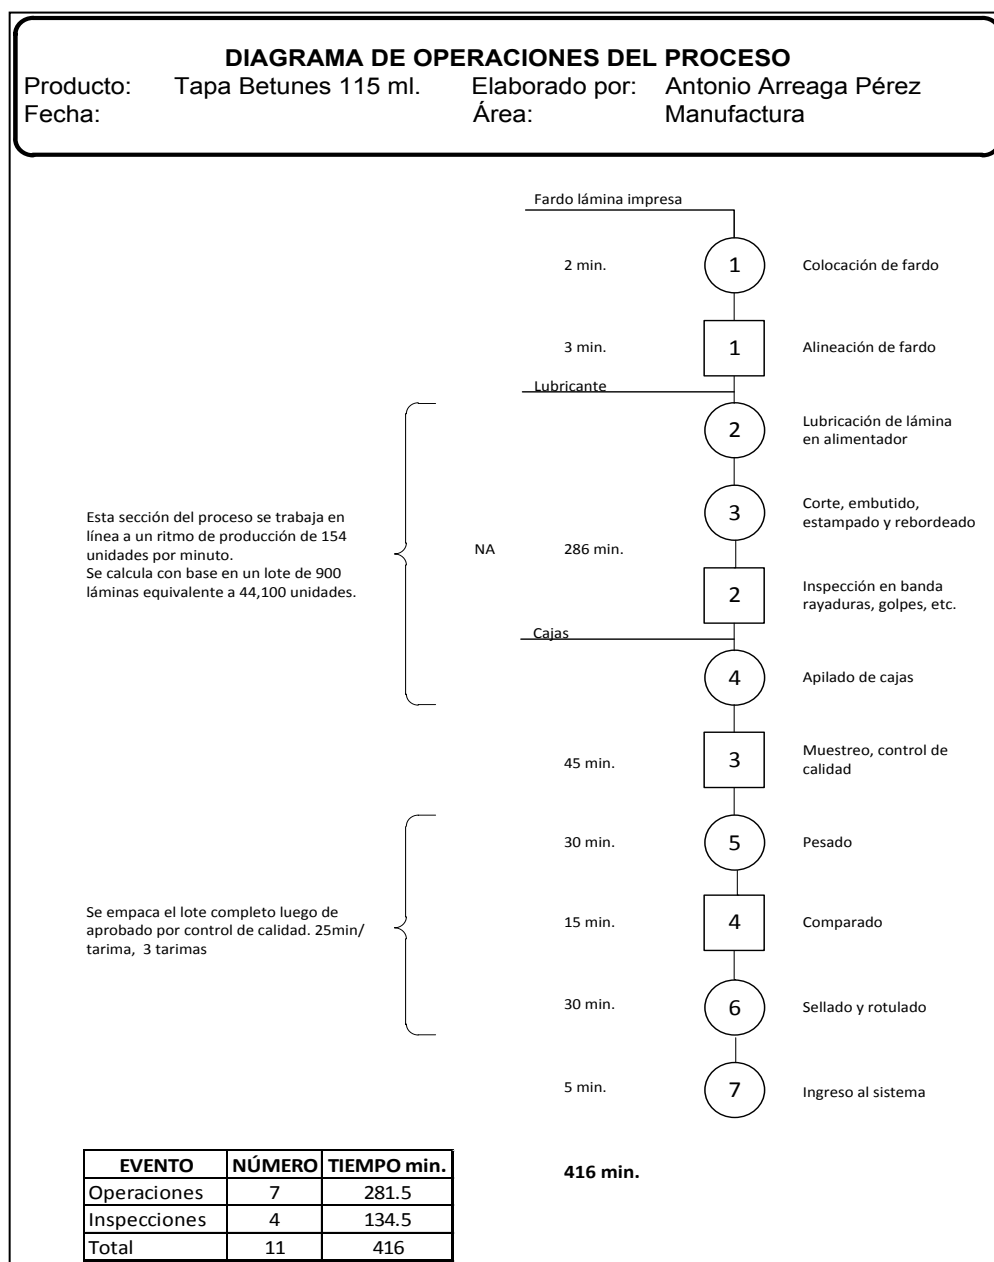 DIAGRAMA DE OPERACIONES DEL PROCESO
Producto: Tapa Betunes 115 ml. Elaborado por: Antonio Arreaga Pérez
Fecha: Área: Manufactura
Fardo lámina impresa
2 min. 1 Colocación de fardo
3 min. 1 Alineación de fardo
Lubricante
2 Lubricación de lámina
en alimentador
3 Corte, embutido,
estampado y rebordeado
Esta sección del proceso se trabaja en
línea a un ritmo de producción de 154
unidades por minuto.
Se calcula con base en un lote de 900
láminas equivalente a 44,100 unidades.
NA 286 min.
2 Inspección en banda
rayaduras, golpes, etc.
Cajas
4 Apilado de cajas
45 min. 3 Muestreo, control de
calidad
30 min. 5 Pesado
Se empaca el lote completo luego de
aprobado por control de calidad. 25min/
tarima, 3 tarimas
15 min. 4 Comparado
30 min. 6 Sellado y rotulado
5 min. 7 Ingreso al sistema
416 min.
EVENTO NÚMERO TIEMPO min.
Operaciones 7 281.5
Inspecciones 4 134.5
Total 11 416